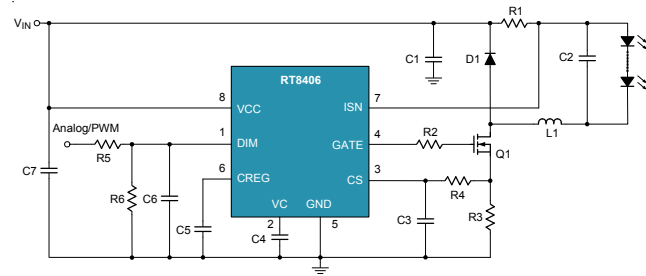 R1
VIN
C1
D1
C2
RT8406
8
VCC
ISN
7
L1
Analog/PWM
1
DIM
GATE
4
R2
Q1
R5
C7
6
CREG
CS
3
R4
R6
C6
VC
GND
C3
R3
C5
2
5
C4